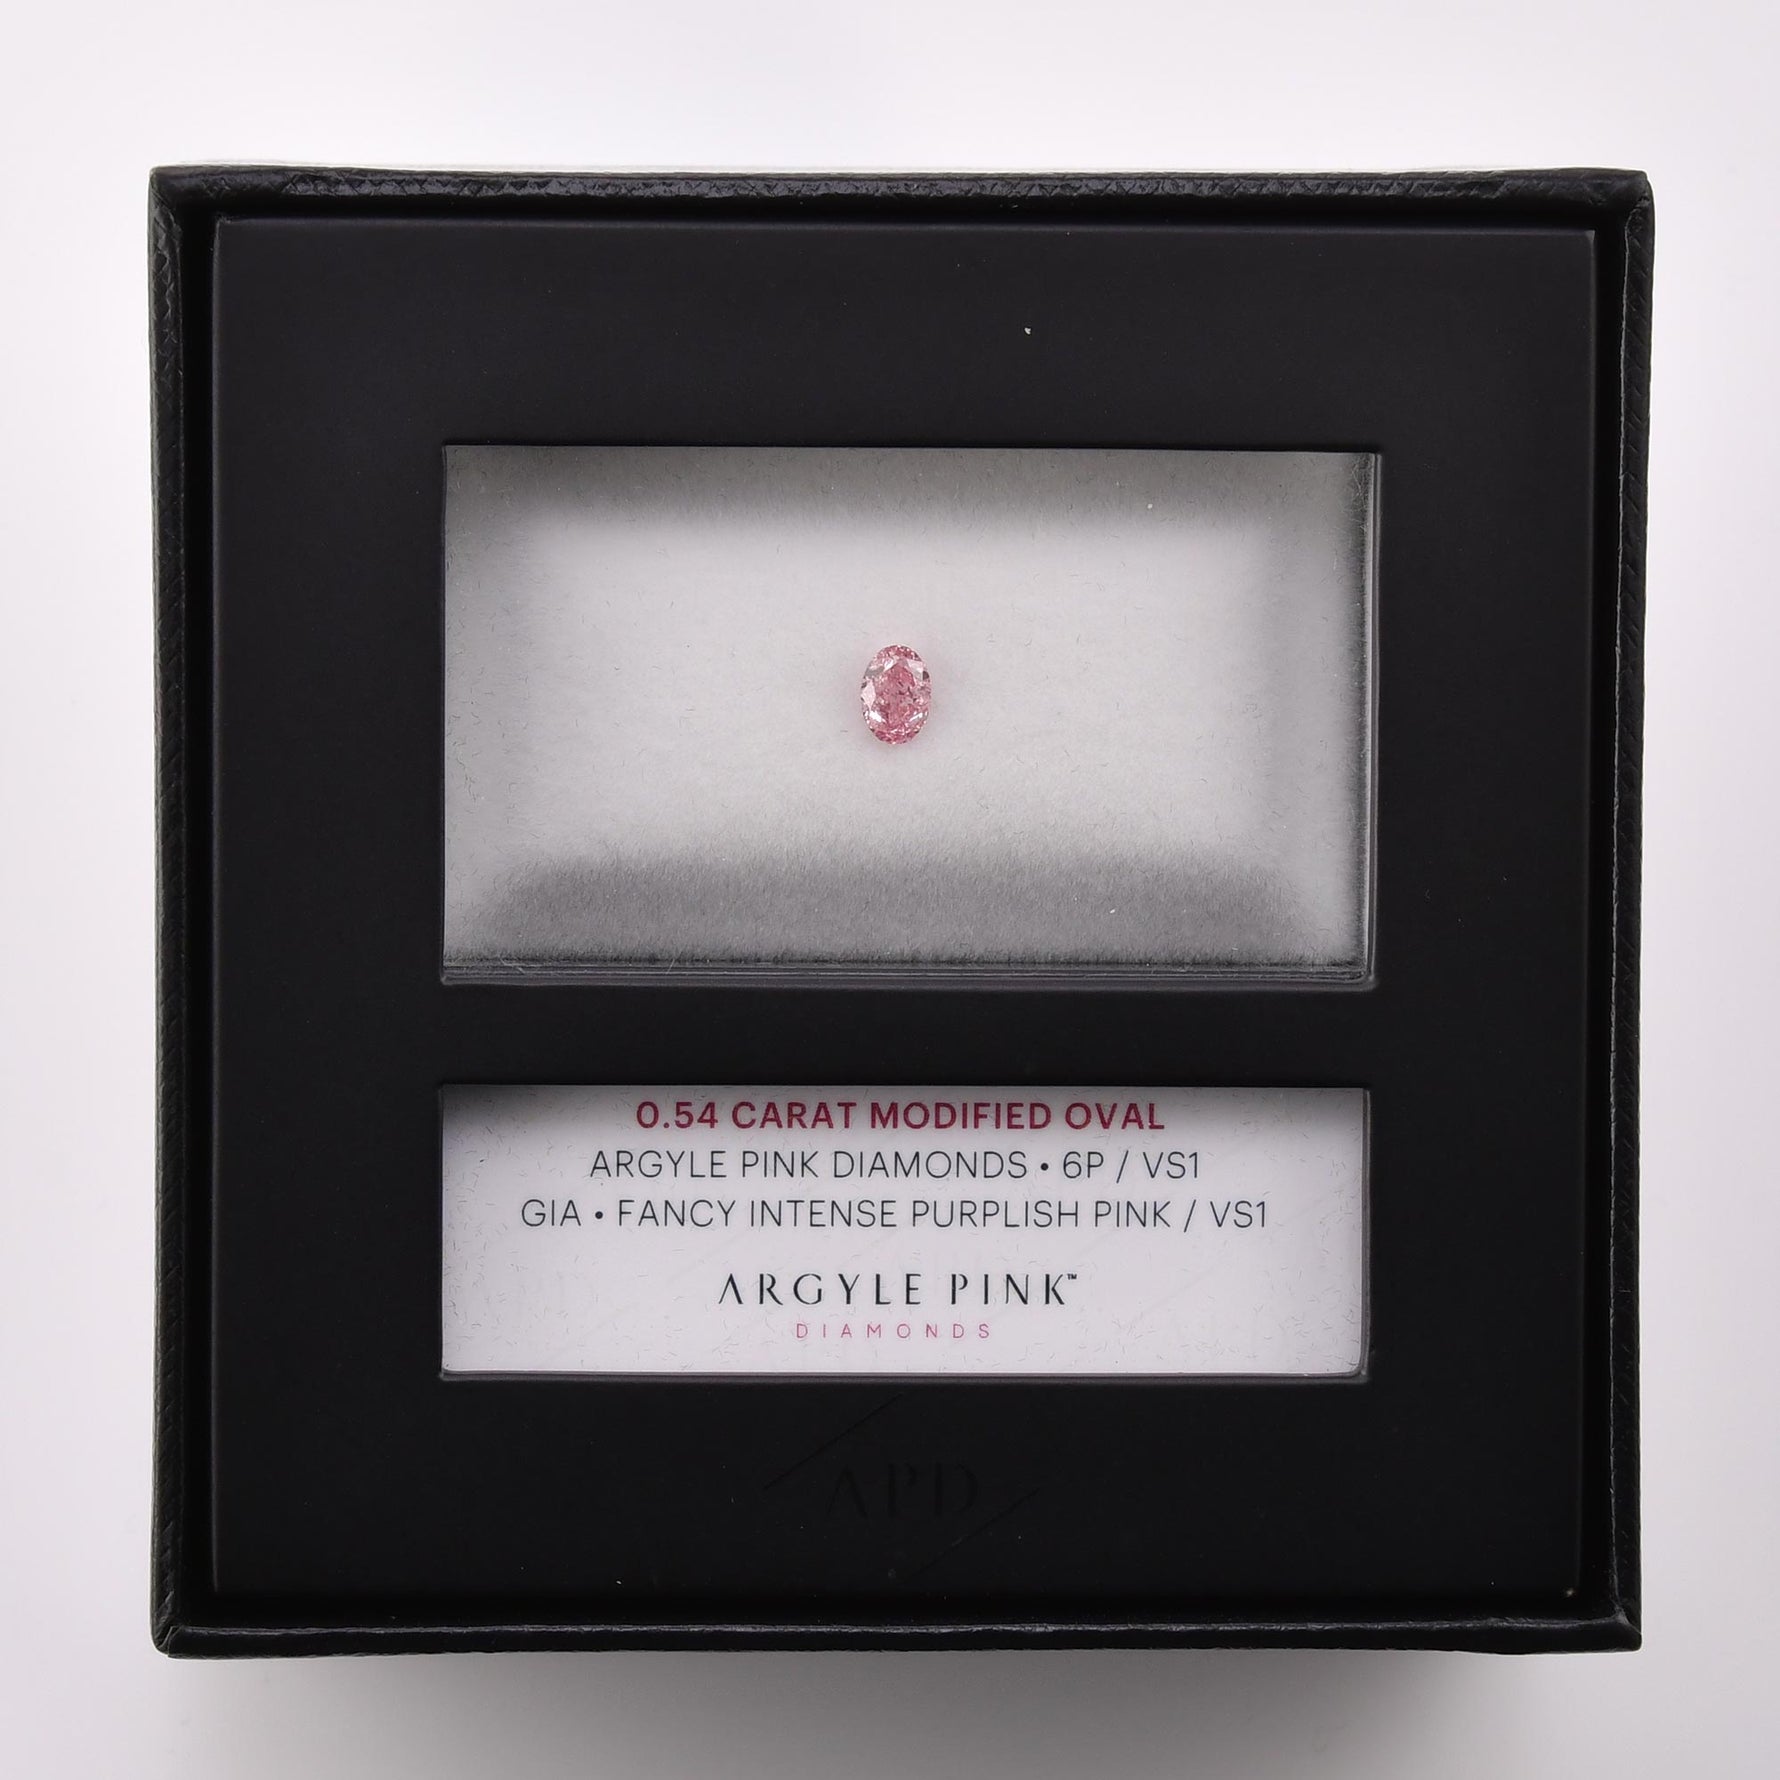 0.54 CARAT MODIFIED OVAL
ARGYLE PINK DIAMONDS • 6P / VS1
GIA • FANCY INTENSE PURPLISH PINK / VS1
ARGYLE PINK™
DIAMONDS
APD